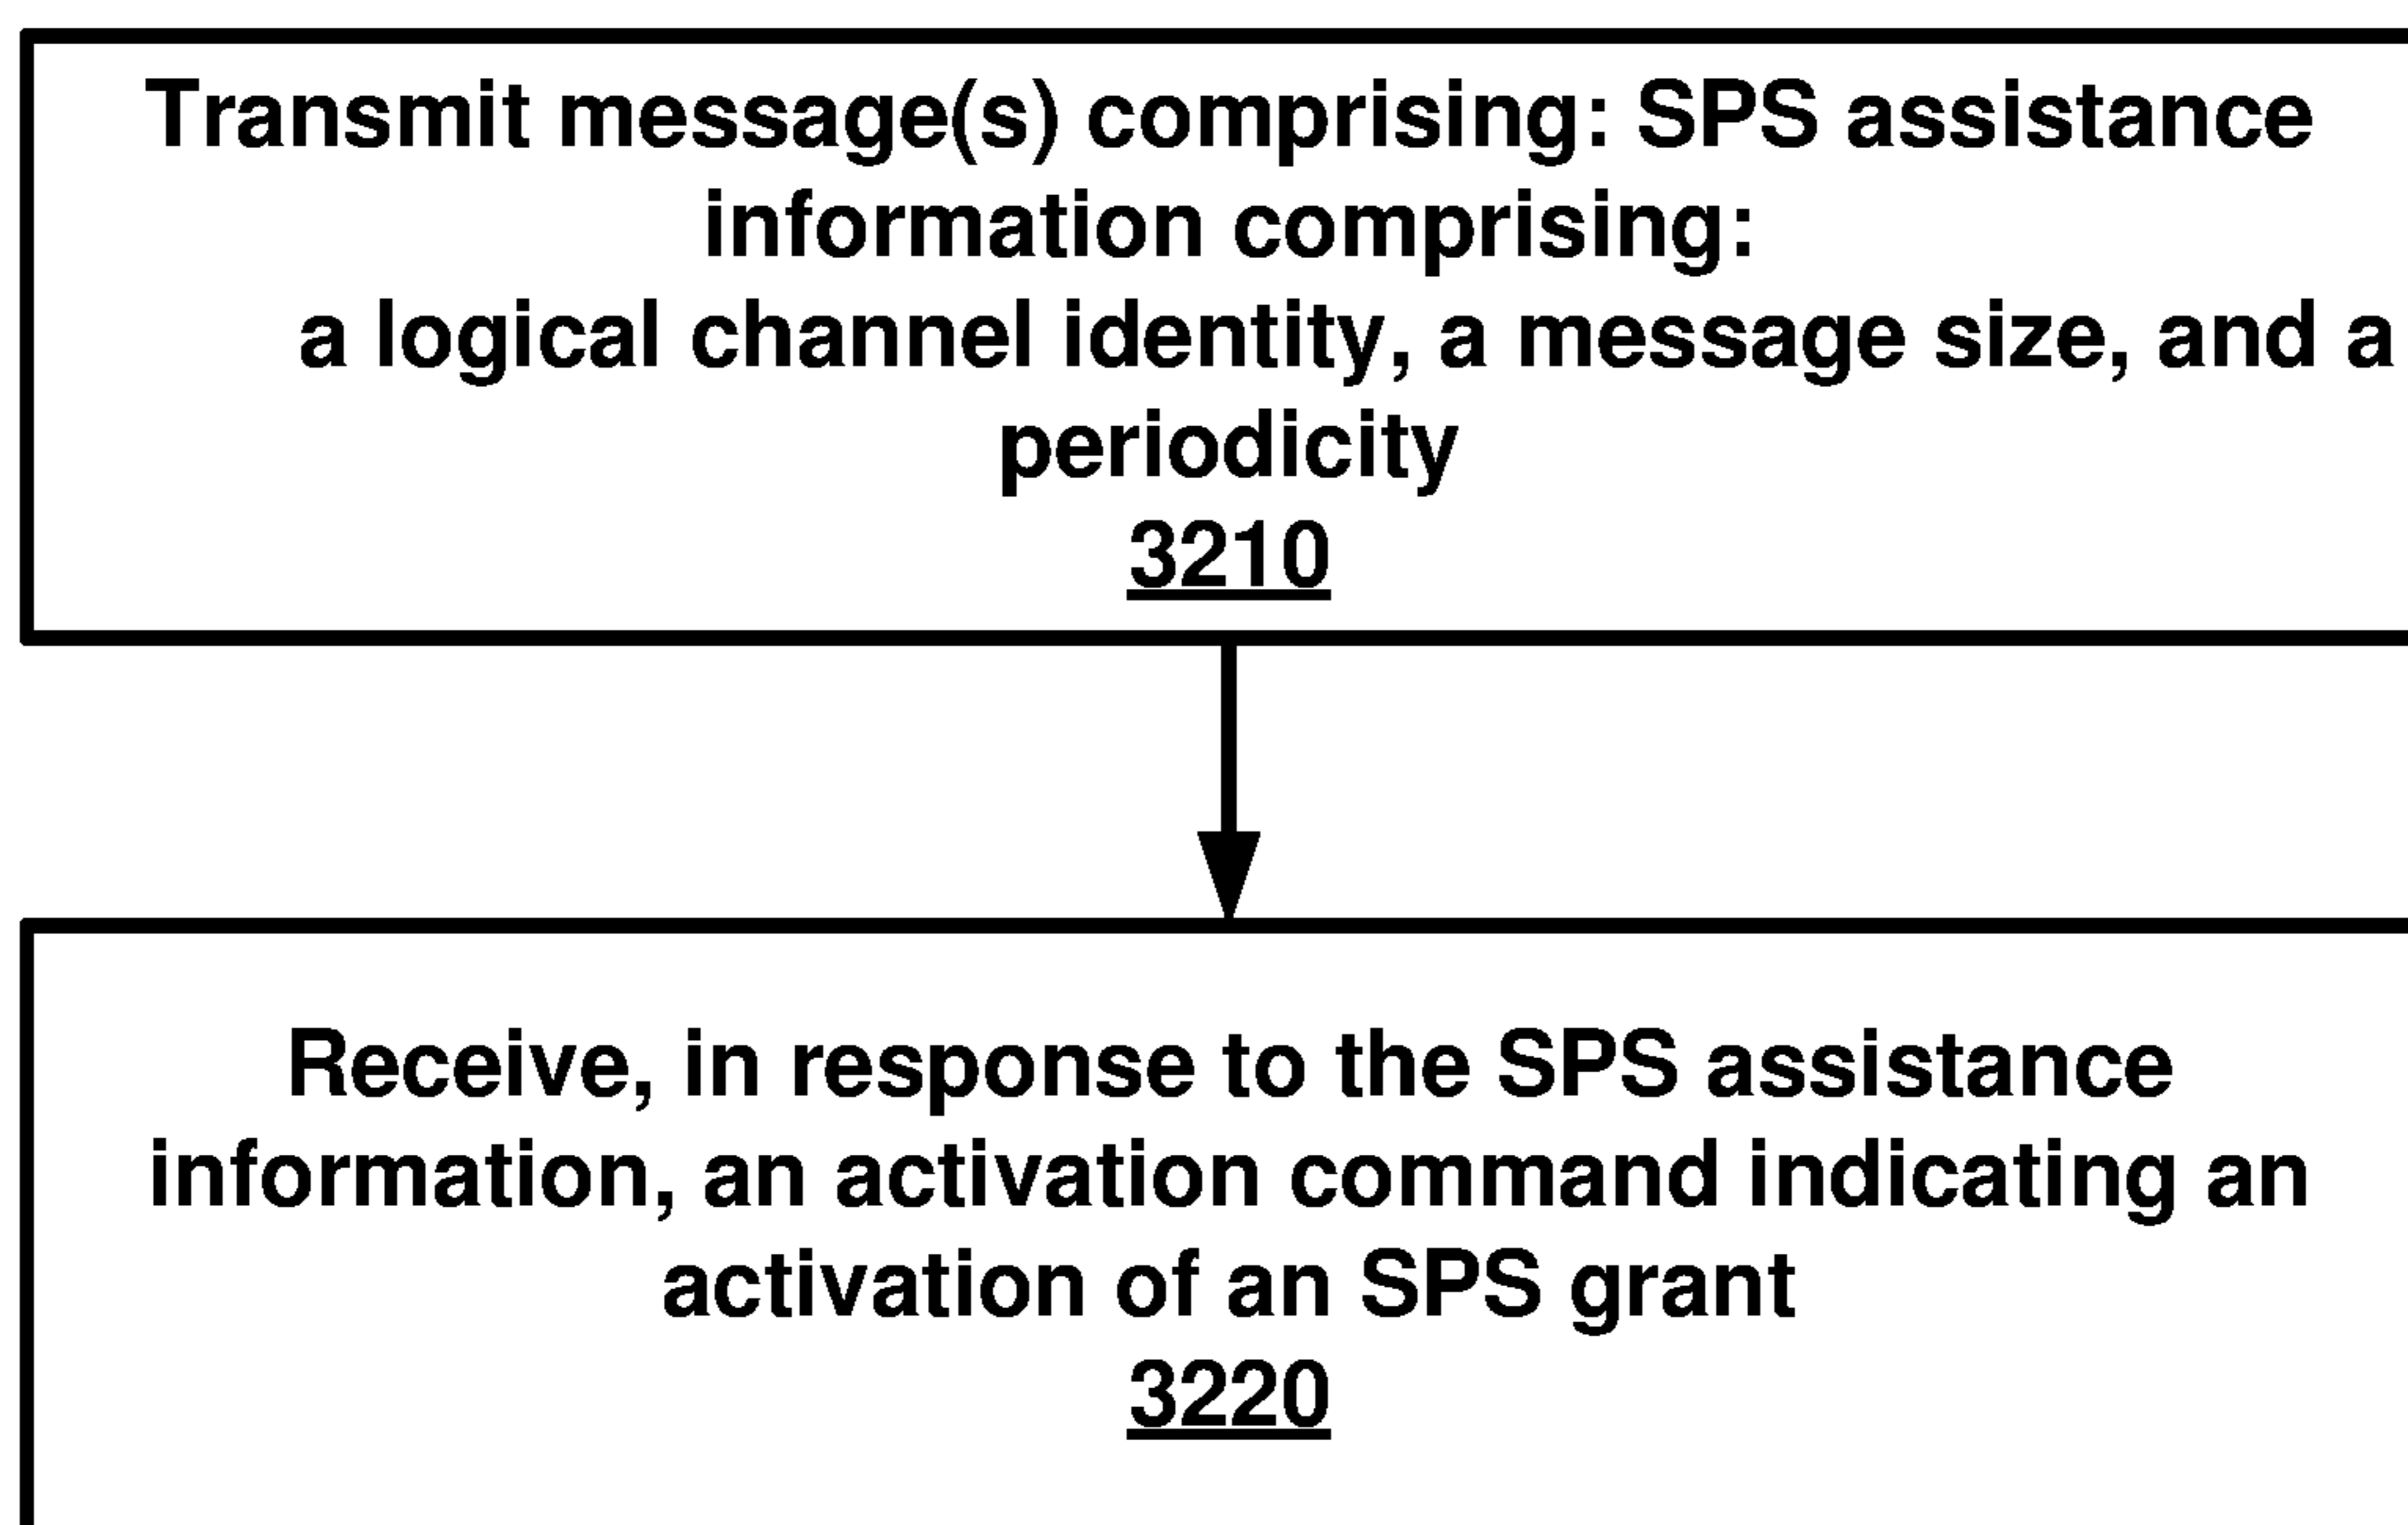 Transmit message(s) comprising: SPS assistance
information comprising:
a logical channel identity, a message size, and a
periodicity
3210
Receive, in response to the SPS assistance
information, an activation command indicating an
activation of an SPS grant
3220